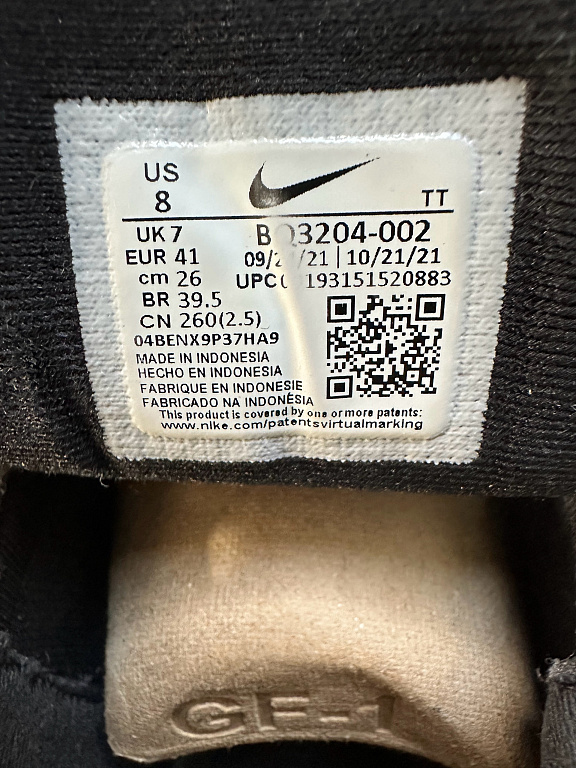 US
8
TT
UK 7
3204-002
EUR 41
| 10/21/21
cm 26
UPC
193151520883
BR 39.5
CN 260(2.5)
04BENX9P37HA9
MADE IN INDONESIA
HECHO EN INDONESIA
FABRIQUE EN INDONESIE
FABRICADO NA INDONÉSIA
This product is covered by one or more patents:
www.nike.com/patentsvirtualmarking
GF-1